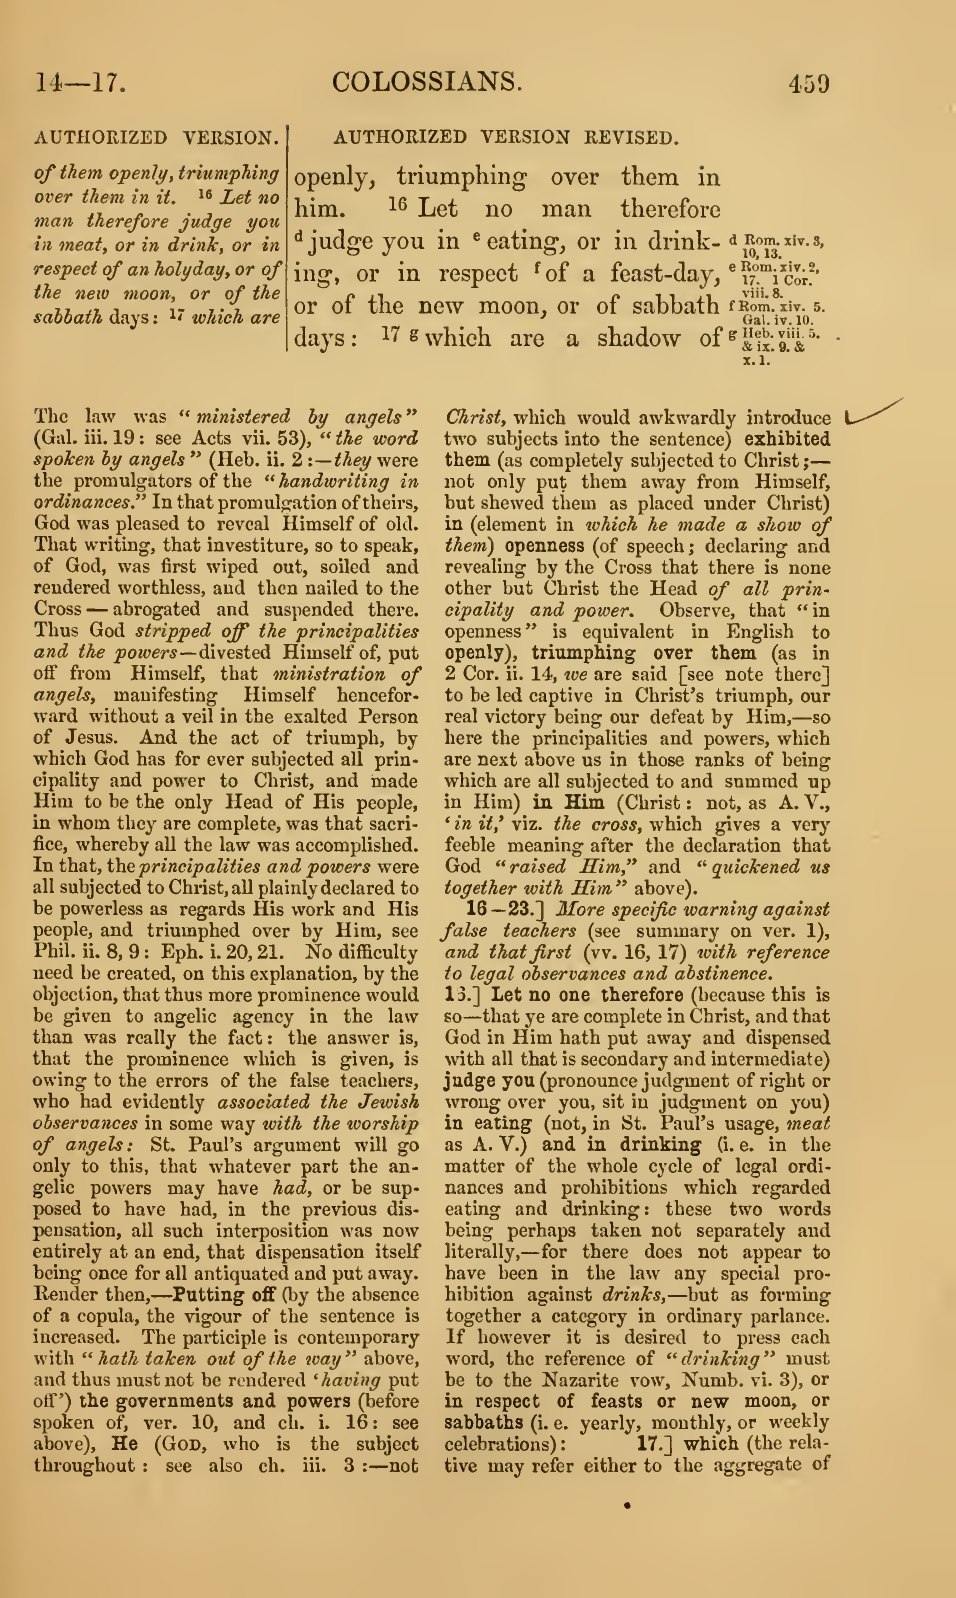 14—17.
COLOSSIANS.
459
AUTHORIZED VERSION.
of them openly, triumphing
over them in it. 16 Let no
man therefore judge you
in meat, or in drink, or in
respect of an holyday, or of
the new moon, or of the
sabbath days: 17 which are
AUTHORIZED VERSION REVISED.
openly, triumphing over them in
him. 16 Let no man therefore
d judge you in e eating, or in drink-
ing, or in respect f of a feast-day,
or of the new moon, or of sabbath
days: 17 g which are a shadow of
d Rom. xiv. 3,
10, 13.
e Rom. xiv. 2,
17. 1 Cor.
viii. 8.
f Rom. xiv. 5.
Gal. iv. 10.
g Heb. viii. 5.
& ix. 9. &
x. 1.
The law was “ministered by angels”
(Gal. iii. 19: see Acts vii. 53), “the word
spoken by angels” (Heb. ii. 2:—they were
the promulgators of the “handwriting in
ordinances.” In that promulgation of theirs,
God was pleased to reveal Himself of old.
That writing, that investiture, so to speak,
of God, was first wiped out, soiled and
rendered worthless, and then nailed to the
Cross—abrogated and suspended there.
Thus God stripped off the principalities
and the powers—divested Himself of, put
off from Himself, that ministration of
angels, manifesting Himself hencefor-
ward without a veil in the exalted Person
of Jesus. And the act of triumph, by
which God has for ever subjected all prin-
cipality and power to Christ, and made
Him to be the only Head of His people,
in whom they are complete, was that sacri-
fice, whereby all the law was accomplished.
In that, the principalities and powers were
all subjected to Christ, all plainly declared to
be powerless as regards His work and His
people, and triumphed over by Him, see
Phil. ii. 8, 9: Eph. i. 20, 21. No difficulty
need be created, on this explanation, by the
objection, that thus more prominence would
be given to angelic agency in the law
than was really the fact: the answer is,
that the prominence which is given, is
owing to the errors of the false teachers,
who had evidently associated the Jewish
observances in some way with the worship
of angels: St. Paul's argument will go
only to this, that whatever part the an-
gelic powers may have had, or be sup-
posed to have had, in the previous dis-
pensation, all such interposition was now
entirely at an end, that dispensation itself
being once for all antiquated and put away.
Render then,—Putting off (by the absence
of a copula, the vigour of the sentence is
increased. The participle is contemporary
with “hath taken out of the way” above,
and thus must not be rendered ‘having put
off’) the governments and powers (before
spoken of, ver. 10, and ch. i. 16: see
above), He (GOD, who is the subject
throughout: see also ch. iii. 3:—not
Christ, which would awkwardly introduce
two subjects into the sentence) exhibited
them (as completely subjected to Christ;—
not only put them away from Himself,
but shewed them as placed under Christ)
in (element in which he made a show of
them) openness (of speech; declaring and
revealing by the Cross that there is none
other but Christ the Head of all prin-
cipality and power. Observe, that “in
openness” is equivalent in English to
openly), triumphing over them (as in
2 Cor. ii. 14, we are said [see note there]
to be led captive in Christ's triumph, our
real victory being our defeat by Him,—so
here the principalities and powers, which
are next above us in those ranks of being
which are all subjected to and summed up
in Him) in Him (Christ: not, as A. V.,
‘in it,’ viz. the cross, which gives a very
feeble meaning after the declaration that
God “raised Him,” and “quickened us
together with Him” above).
16—23.] More specific warning against
false teachers (see summary on ver. 1),
and that first (vv. 16, 17) with reference
to legal observances and abstinence.
16.] Let no one therefore (because this is
so—that ye are complete in Christ, and that
God in Him hath put away and dispensed
with all that is secondary and intermediate)
judge you (pronounce judgment of right or
wrong over you, sit in judgment on you)
in eating (not, in St. Paul's usage, meat
as A. V.) and in drinking (i. e. in the
matter of the whole cycle of legal ordi-
nances and prohibitions which regarded
eating and drinking: these two words
being perhaps taken not separately and
literally,—for there does not appear to
have been in the law any special pro-
hibition against drinks,—but as forming
together a category in ordinary parlance.
If however it is desired to press each
word, the reference of “drinking” must
be to the Nazarite vow, Numb. vi. 3), or
in respect of feasts or new moon, or
sabbaths (i. e. yearly, monthly, or weekly
celebrations): 17.] which (the rela-
tive may refer either to the aggregate of